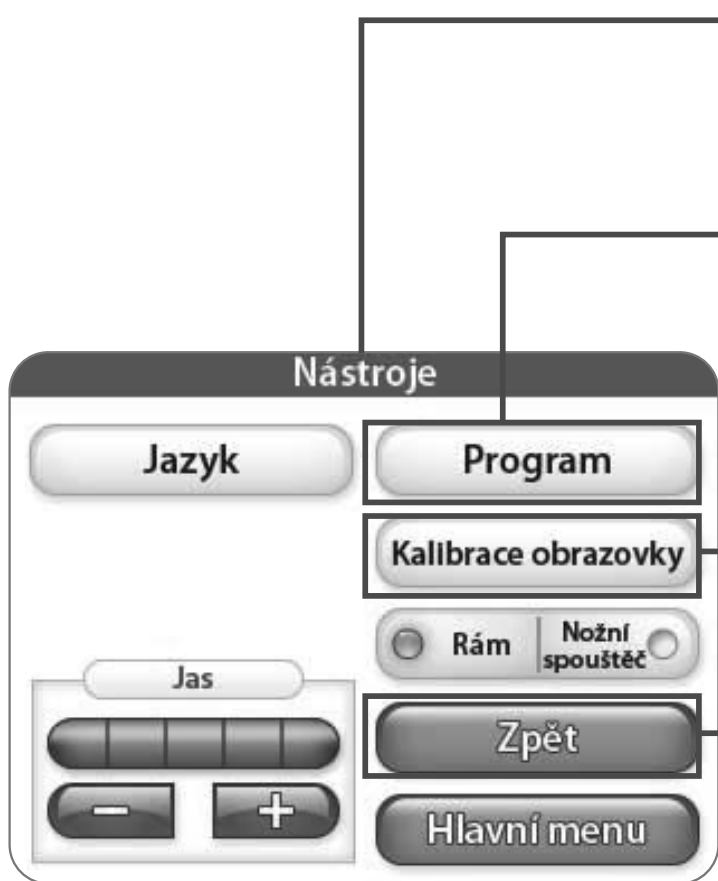 Nástroje
Jazyk
Program
Kalibrace obrazovky
Rám
Nožní
spouštěč
Jas
Zpět
− +
Hlavní menu